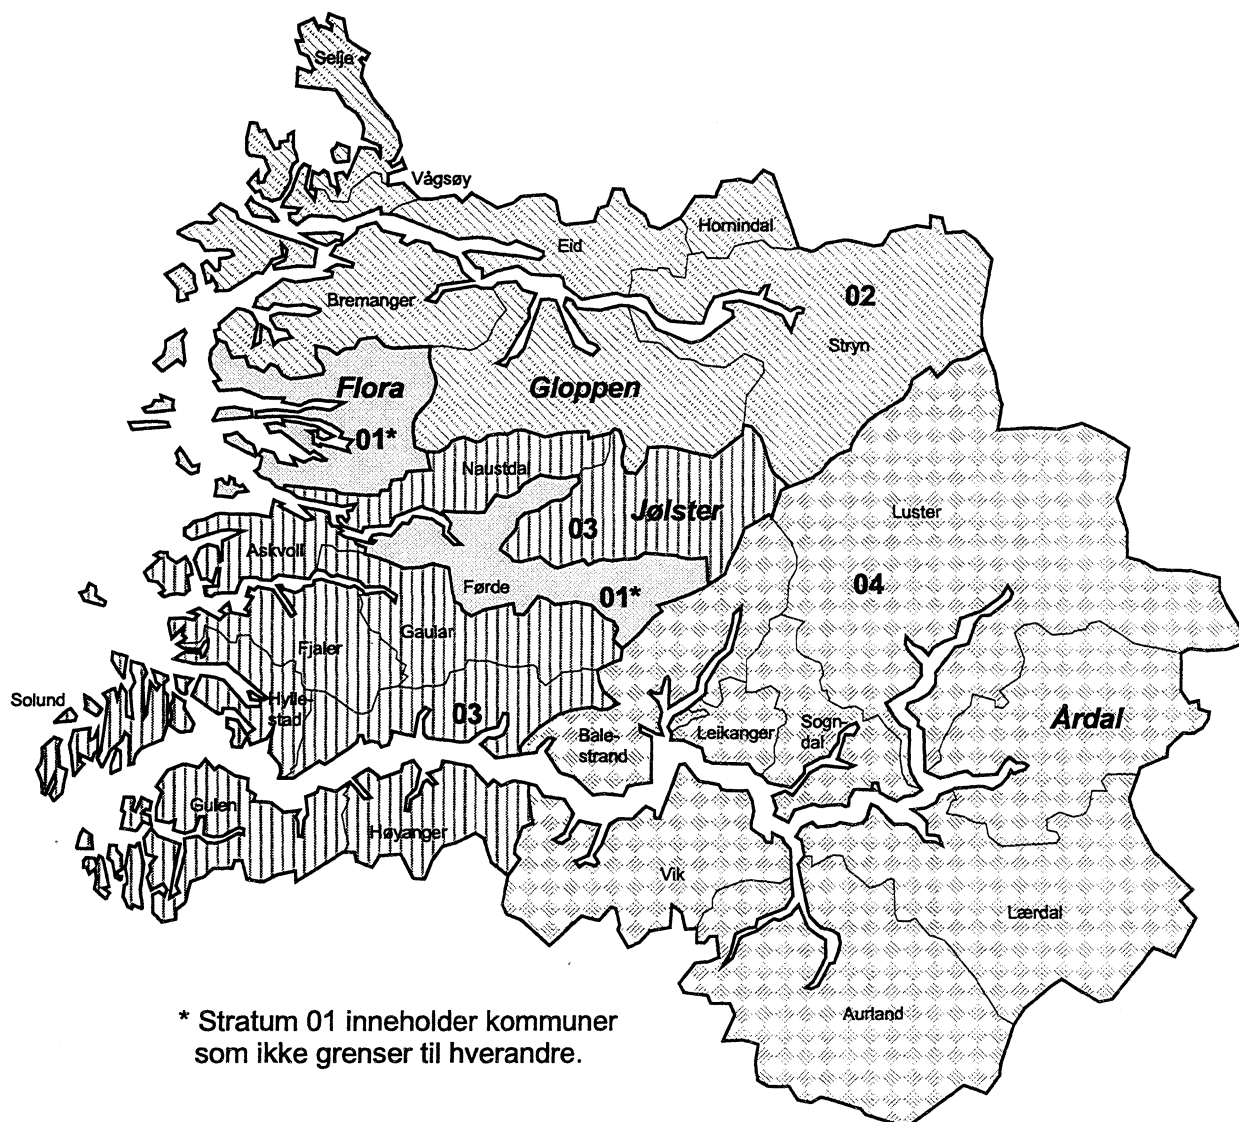 Selje
Vågsøy
Hornindal
Eid
02
Bremanger
Stryn
Flora
Gloppen
01*
Naustdal
Jølster
Luster
03
Askvoll
04
Førde
01*
Gaular
Fjaler
Solund
Hylle-
stad
03
Årdal
Bale-
strand
Leikanger
Sogn-
dal
Gulen
Høyanger
Vik
Lærdal
Aurland
* Stratum 01 inneholder kommuner
som ikke grenser til hverandre.